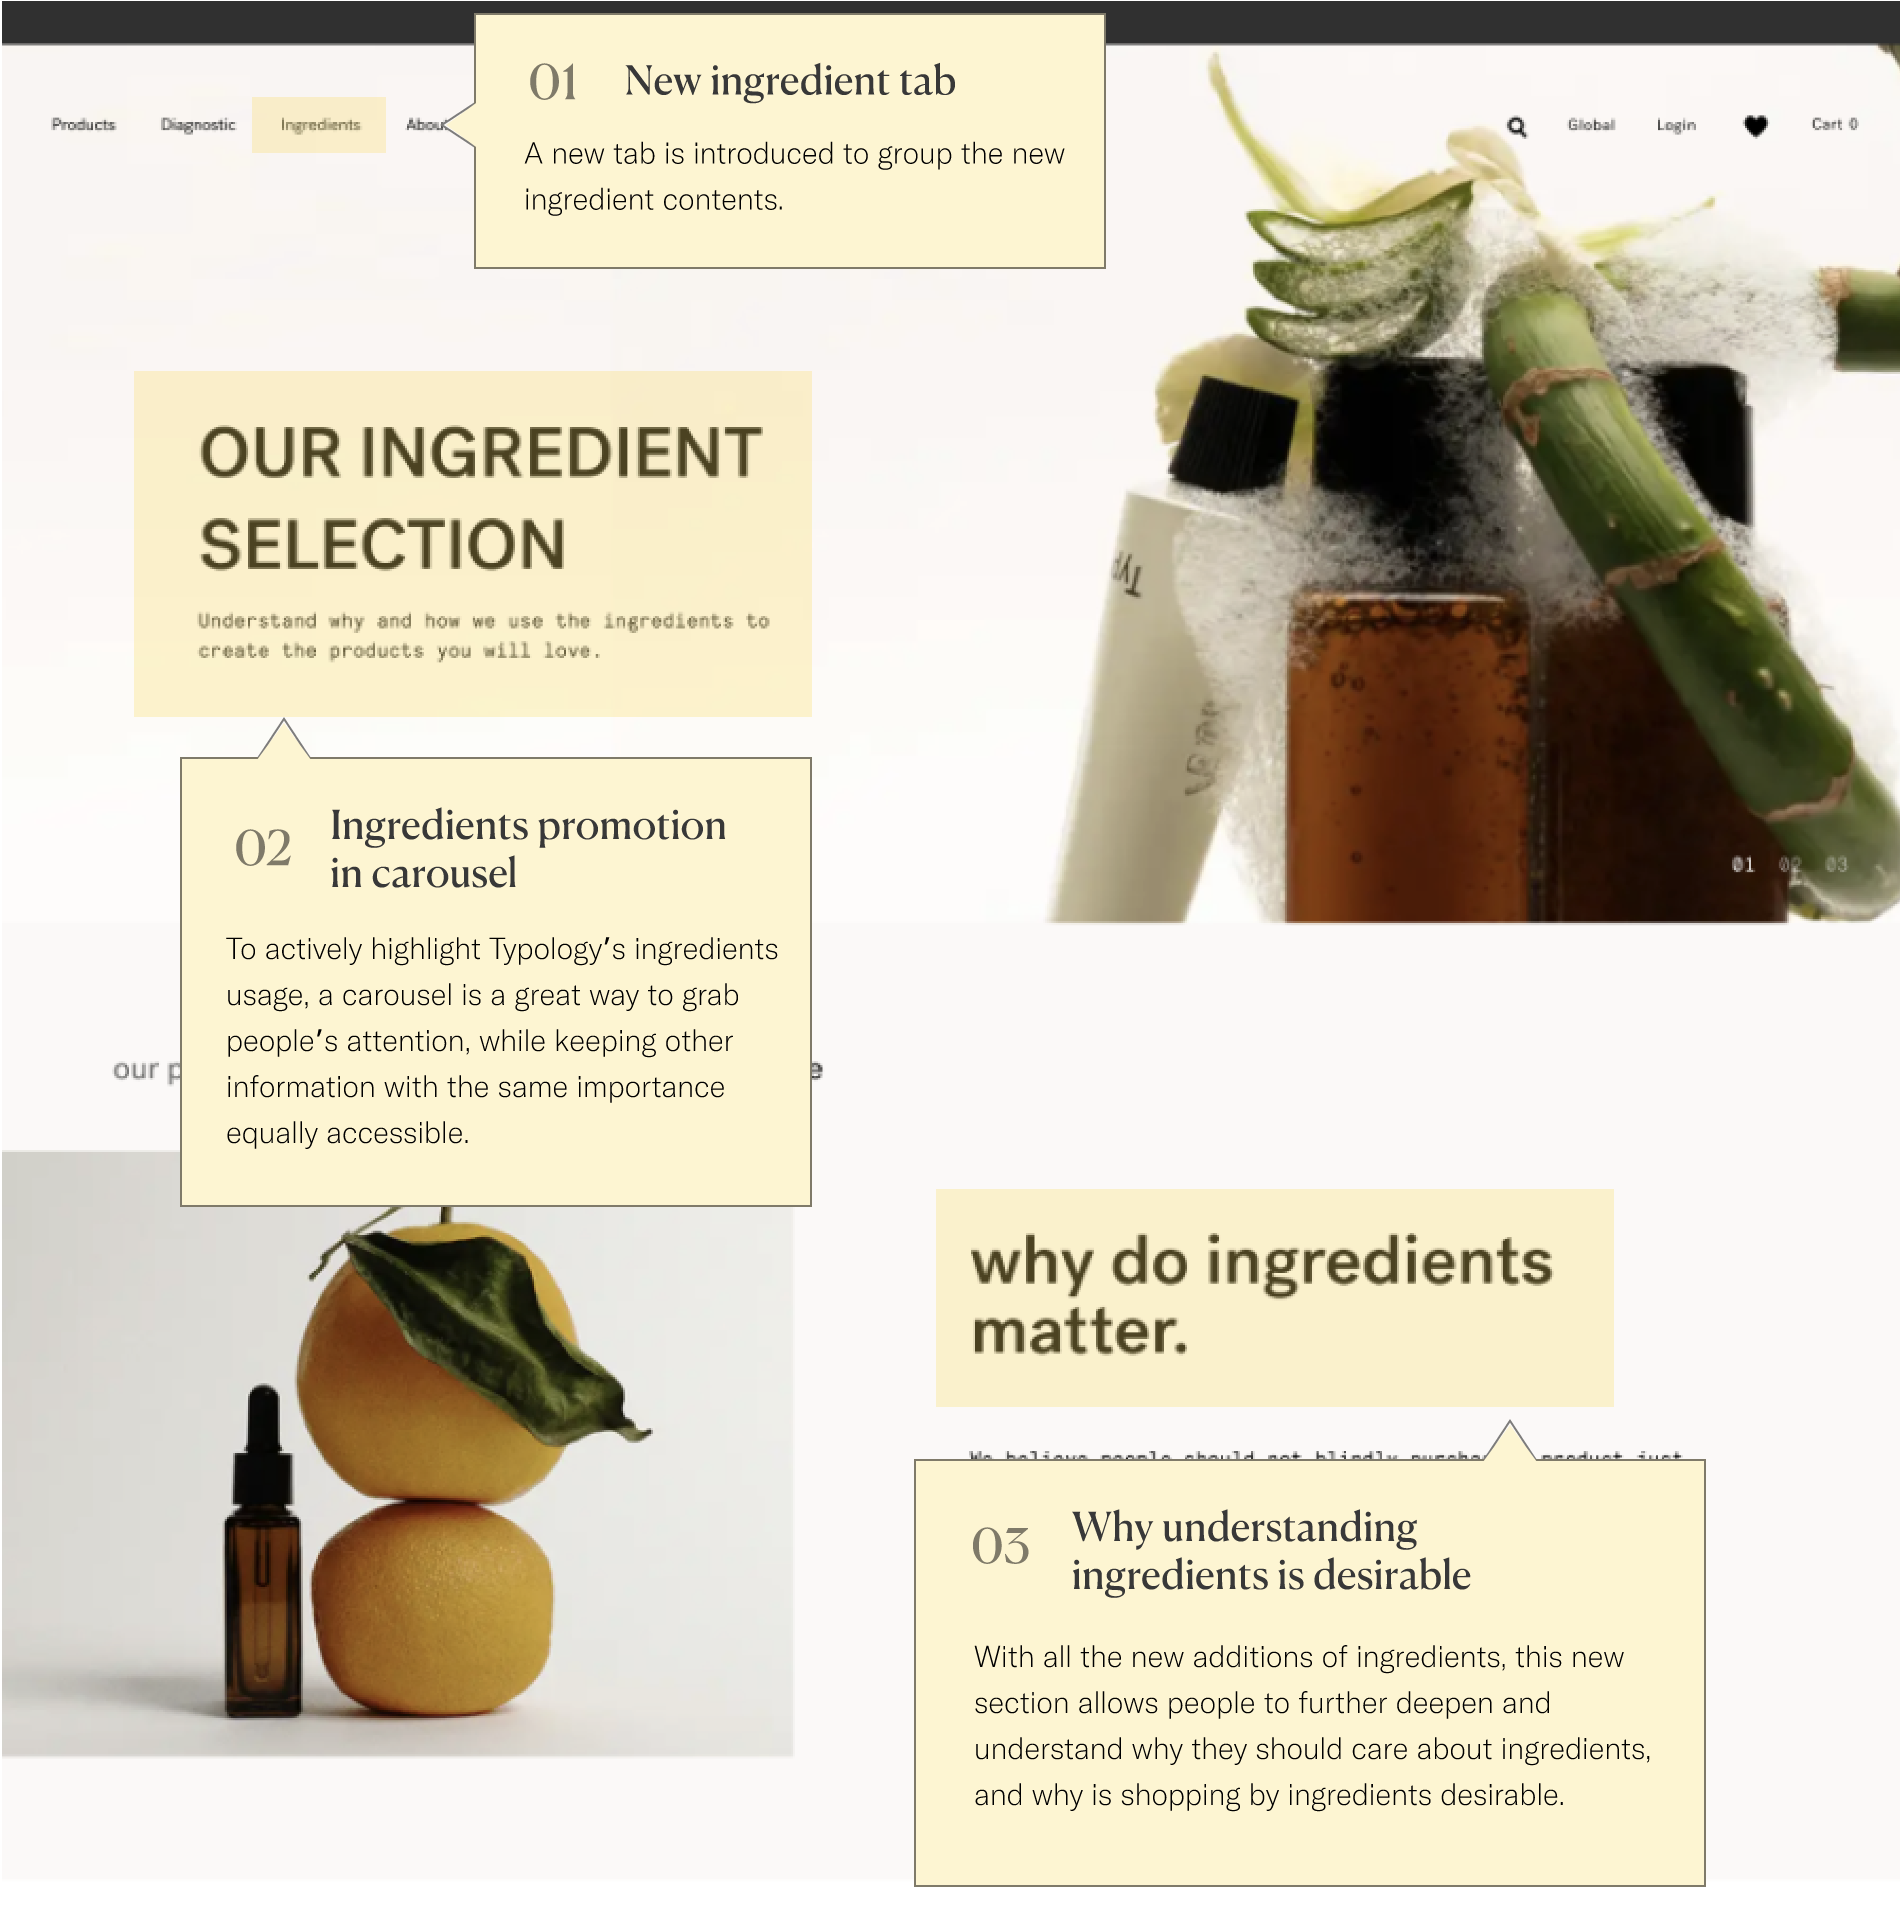 01 New ingredient tab
A new tab is introduced to group the new
ingredient contents.
Products Diagnostic Ingredients Global Login Cart 0
OUR INGREDIENT
SELECTION
Understand why and how we use the ingredients to
create the products you will love.
Typ
02 Ingredients promotion
in carousel
To actively highlight Typology’s ingredients
usage, a carousel is a great way to grab
people’s attention, while keeping other
information with the same importance
equally accessible.
01 02 03
our
why do ingredients
matter.
We believe people should not blindly product just
03 Why understanding
ingredients is desirable
With all the new additions of ingredients, this new
section allows people to further deepen and
understand why they should care about ingredients,
and why is shopping by ingredients desirable.